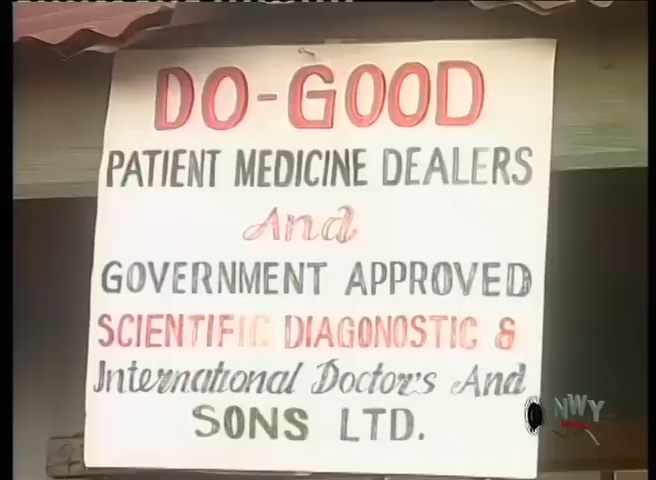 DO-GOOD
PATIENT MEDICINE DEALERS
And
GOVERNMENT APPROVED
SCIENTIFIC DIAGONOSTIC &
International Doctors And
SONS LTD.
NWY